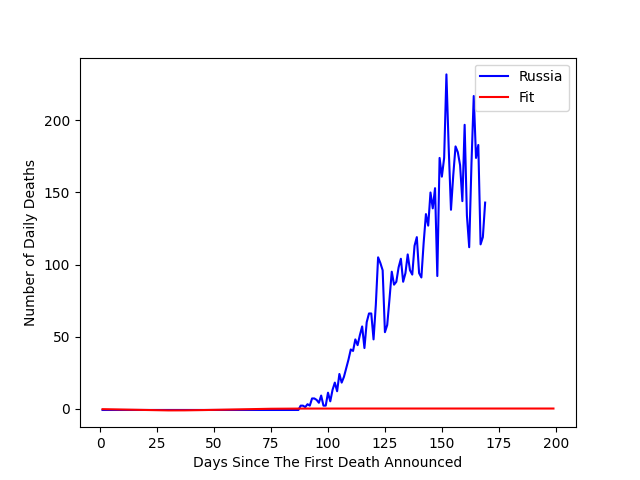 Russia
Fit
200
150
100
50
0
0 25 50 75 100 125 150 175 200
Number of Daily Deaths
Days Since The First Death Announced